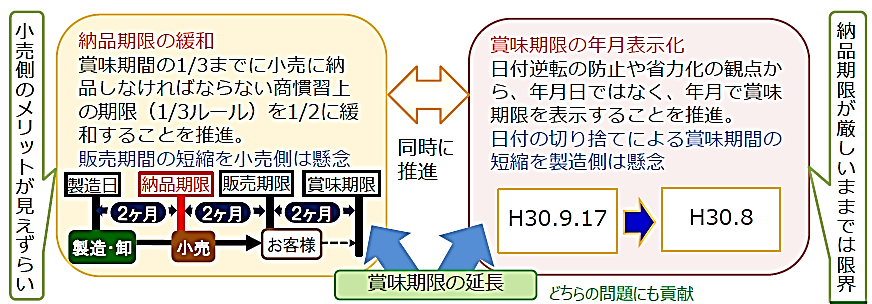 小売側のメリットが見えずらい
納品期限の緩和
賞味期間の1/3までに小売に納
品しなければならない商慣習上
の期限（1/3ルール）を1/2に緩
和することを推進。
販売期間の短縮を小売側は懸念
製造日
納品期限
販売期限
賞味期限
2ヶ月
2ヶ月
2ヶ月
製造・卸
小売
お客様
同時に
推進
賞味期限の年月表示化
日付逆転の防止や省力化の観点か
ら、年月日ではなく、年月で賞味
期限を表示することを推進。
日付の切り捨てによる賞味期間の
短縮を製造側は懸念
H30.9.17
H30.8
納品期限が厳しいままでは限界
賞味期限の延長
どちらの問題にも貢献